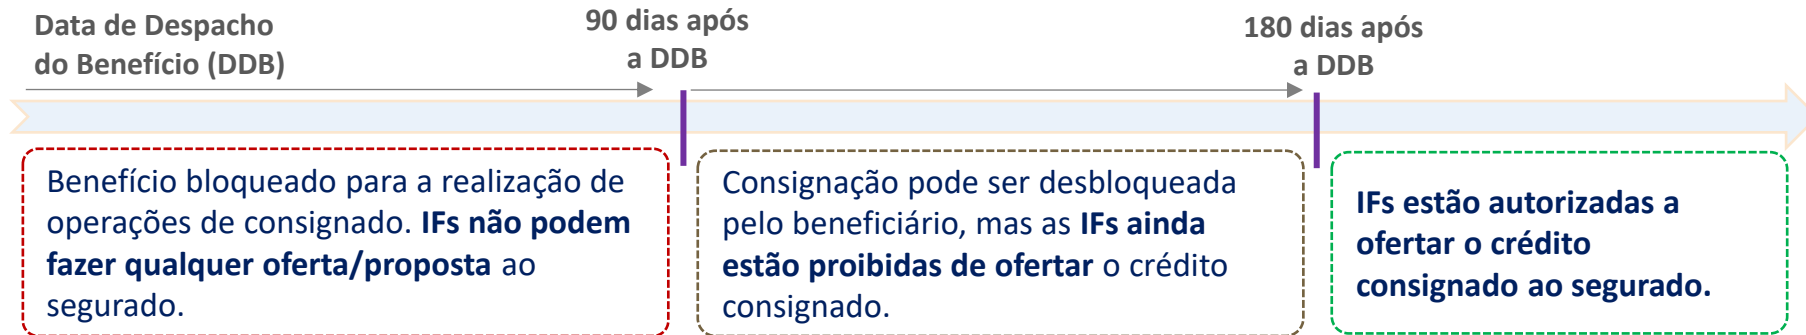 Data de Despacho
do Benefício (DDB)
90 dias após
a DDB
180 dias após
a DDB
Benefício bloqueado para a realização de
operações de consignado. IFs não podem
fazer qualquer oferta/proposta ao
segurado.
Consignação pode ser desbloqueada
pelo beneficiário, mas as IFs ainda
estão proibidas de ofertar o crédito
consignado.
IFs estão autorizadas a
ofertar o crédito
consignado ao segurado.